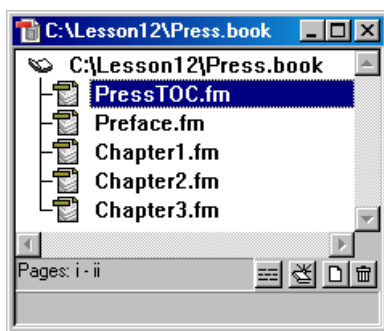 C:\Lesson12\Press.book
C:\Lesson12\Press.book
PressTOC.fm
Preface.fm
Chapter1.fm
Chapter2.fm
Chapter3.fm
Pages: i - ii